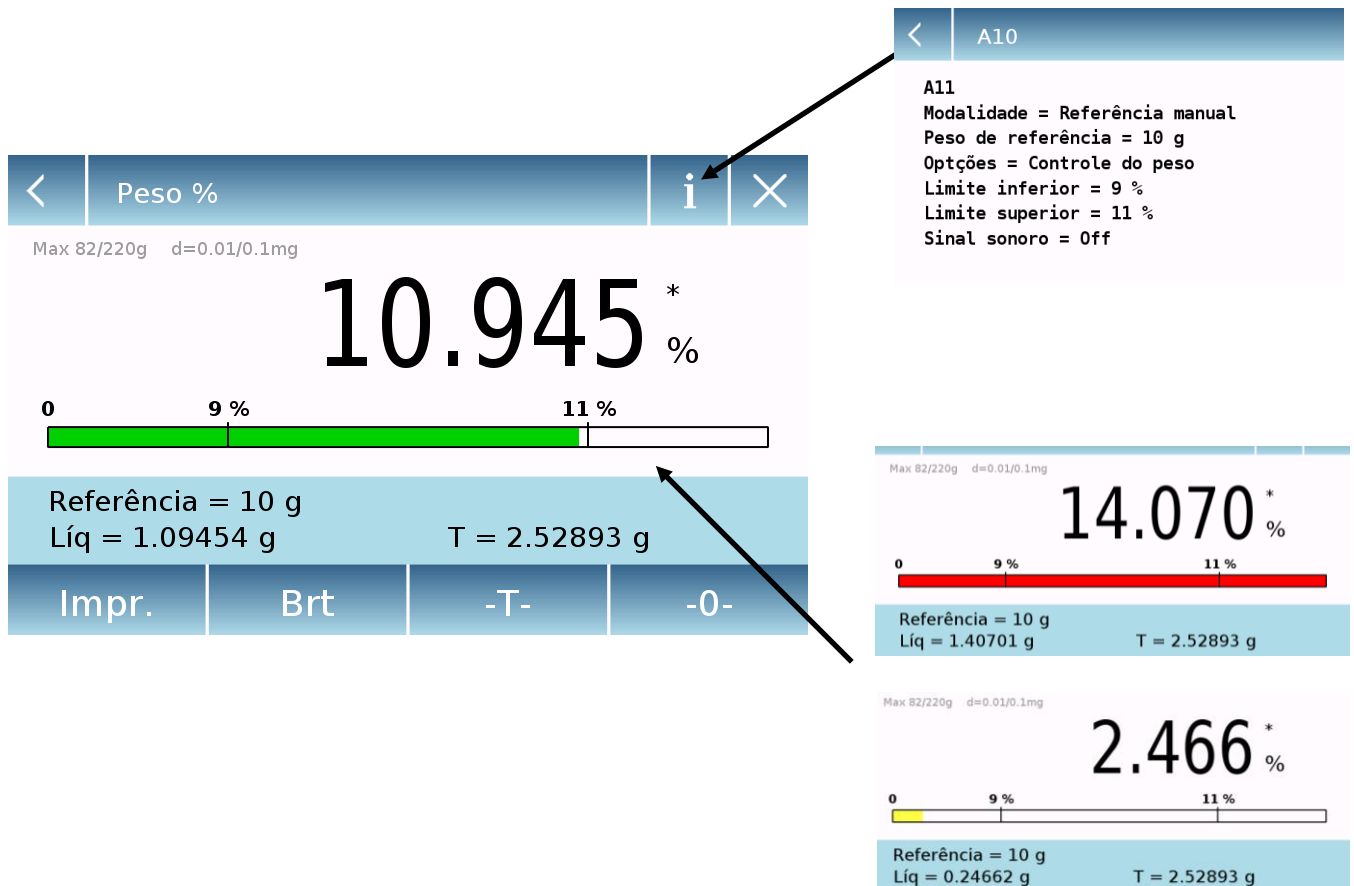 A10
A11
Modalidade = Referência manual
Peso de referência = 10 g
Optções = Controle do peso
Limite inferior = 9 %
Limite superior = 11 %
Sinal sonoro = Off
Peso %
i
Max 82/220g d=0.01/0.1mg
10.945 * %
0 9 % 11 %
Referência = 10 g
Líq = 1.09454 g T = 2.52893 g
Impr. Brt -T- -0-
Max 82/220g d=0.01/0.1mg
14.070 * %
0 9 % 11 %
Referência = 10 g
Líq = 1.40701 g T = 2.52893 g
Max 82/220g d=0.01/0.1mg
2.466 * %
0 9 % 11 %
Referência = 10 g
Líq = 0.24662 g T = 2.52893 g